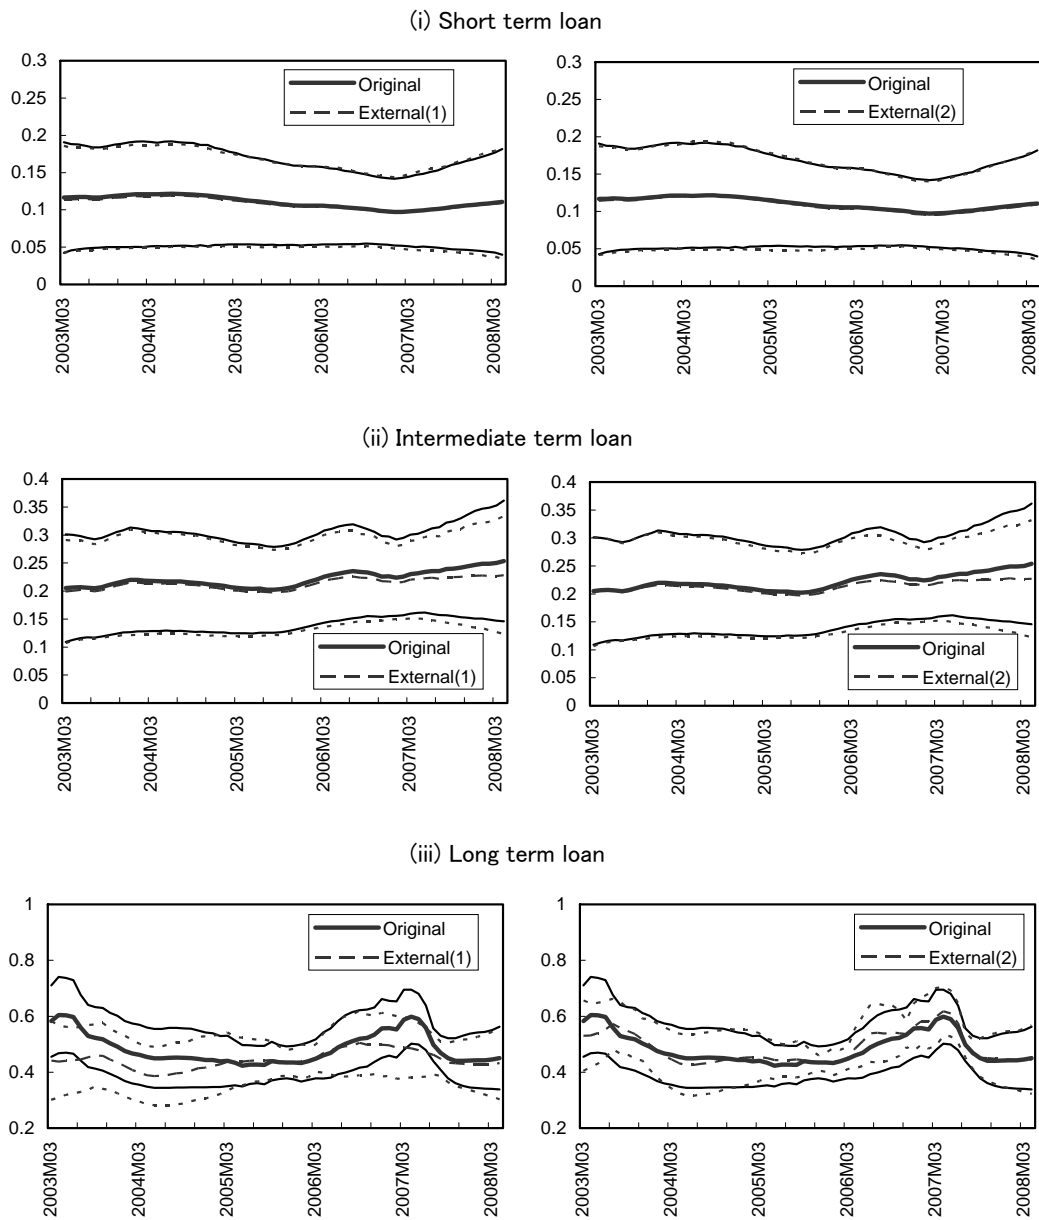 (i) Short term loan
0.3
0.25
0.2
0.15
0.1
0.05
0
Original
External(1)
2003M03
2004M03
2005M03
2006M03
2007M03
2008M03
0.3
0.25
0.2
0.15
0.1
0.05
0
Original
External(2)
2003M03
2004M03
2005M03
2006M03
2007M03
2008M03
(ii) Intermediate term loan
0.4
0.35
0.3
0.25
0.2
0.15
0.1
0.05
0
Original
External(1)
2003M03
2004M03
2005M03
2006M03
2007M03
2008M03
0.4
0.35
0.3
0.25
0.2
0.15
0.1
0.05
0
Original
External(2)
2003M03
2004M03
2005M03
2006M03
2007M03
2008M03
(iii) Long term loan
1
0.8
0.6
0.4
0.2
Original
External(1)
2003M03
2004M03
2005M03
2006M03
2007M03
2008M03
1
0.8
0.6
0.4
0.2
Original
External(2)
2003M03
2004M03
2005M03
2006M03
2007M03
2008M03